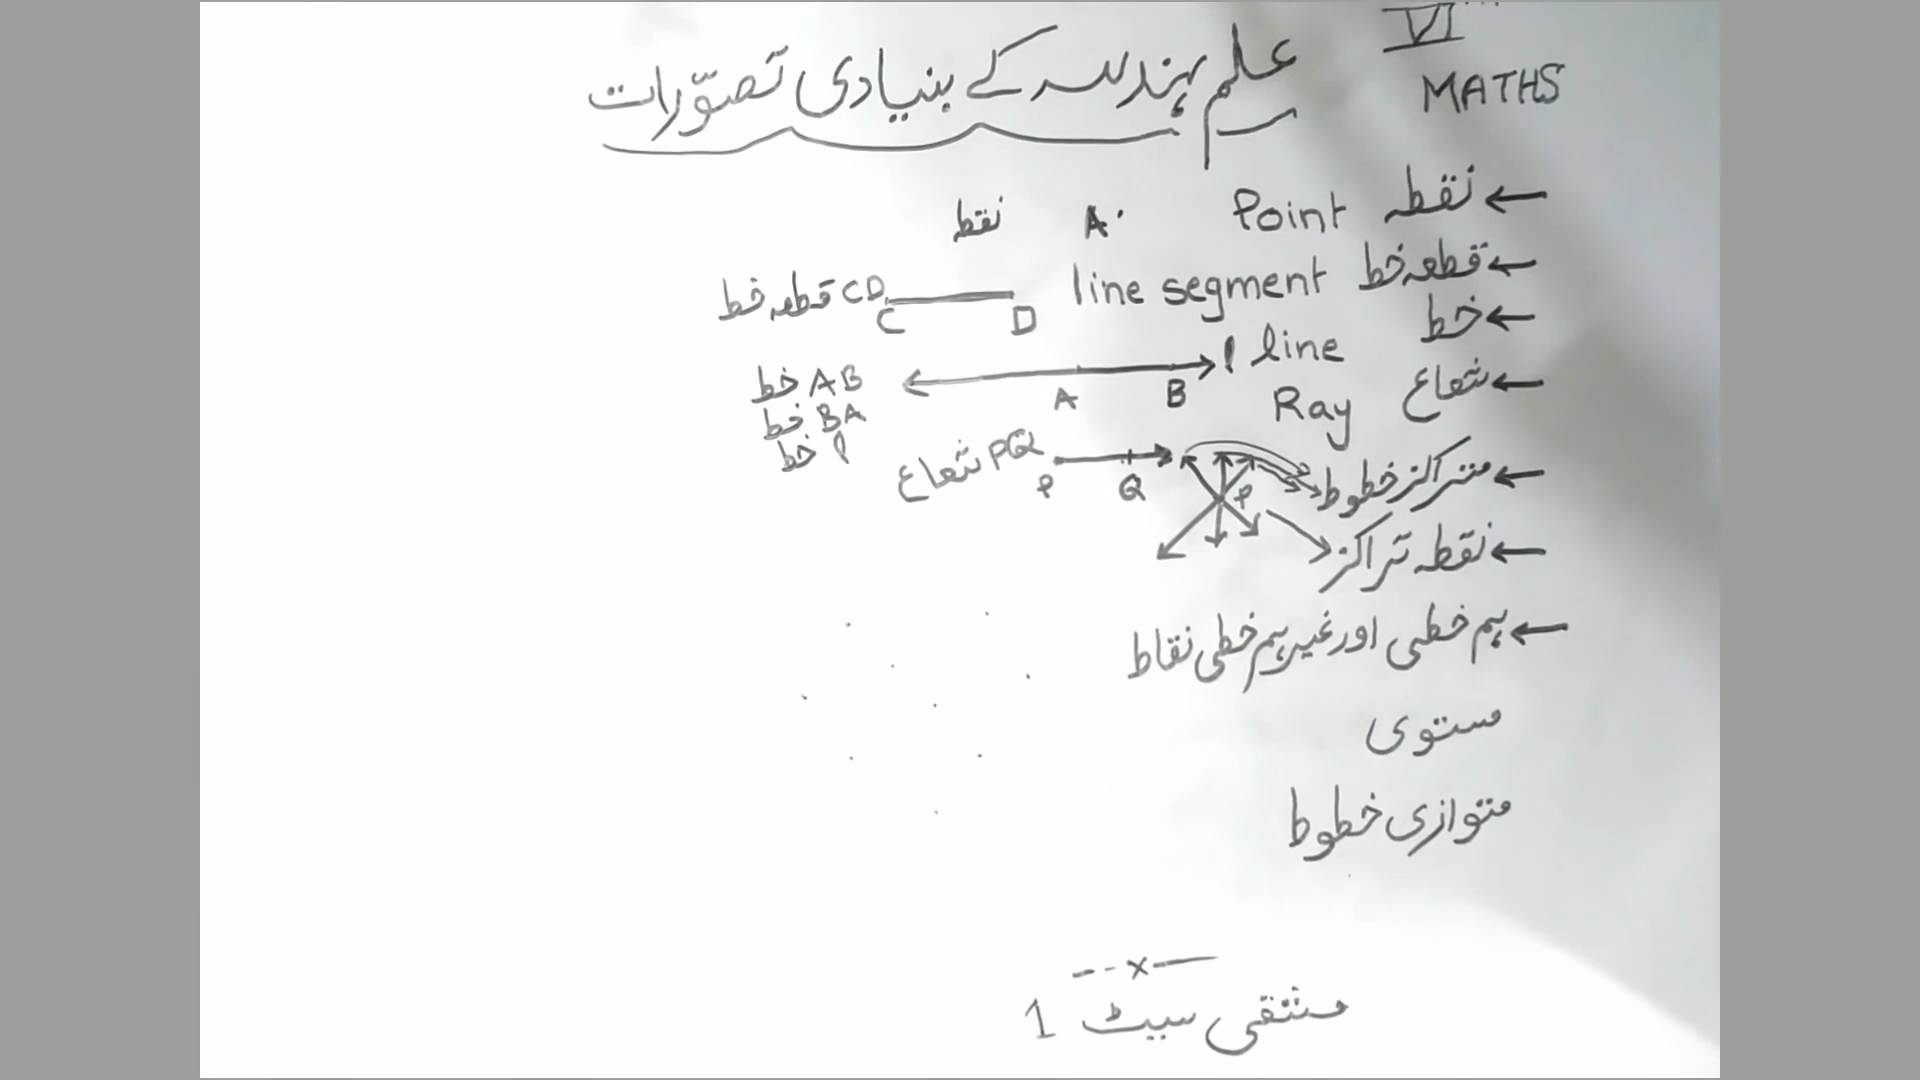 VI
MATHS
علم ہندسہ کے بنیادی تصوّرات
← نقطہ Point A نقطہ
← قطعہ خط line segment C D قطعہ خط CD
← خط line l A B خط AB
خط BA
خط l
← شعاع Ray P Q شعاع PQ
← متراکز خطوط P
← نقطہ تراکز
← ہم خطی اور غیر ہم خطی نقاط
مستوی
متوازی خطوط
--x—
مشقی سیٹ 1